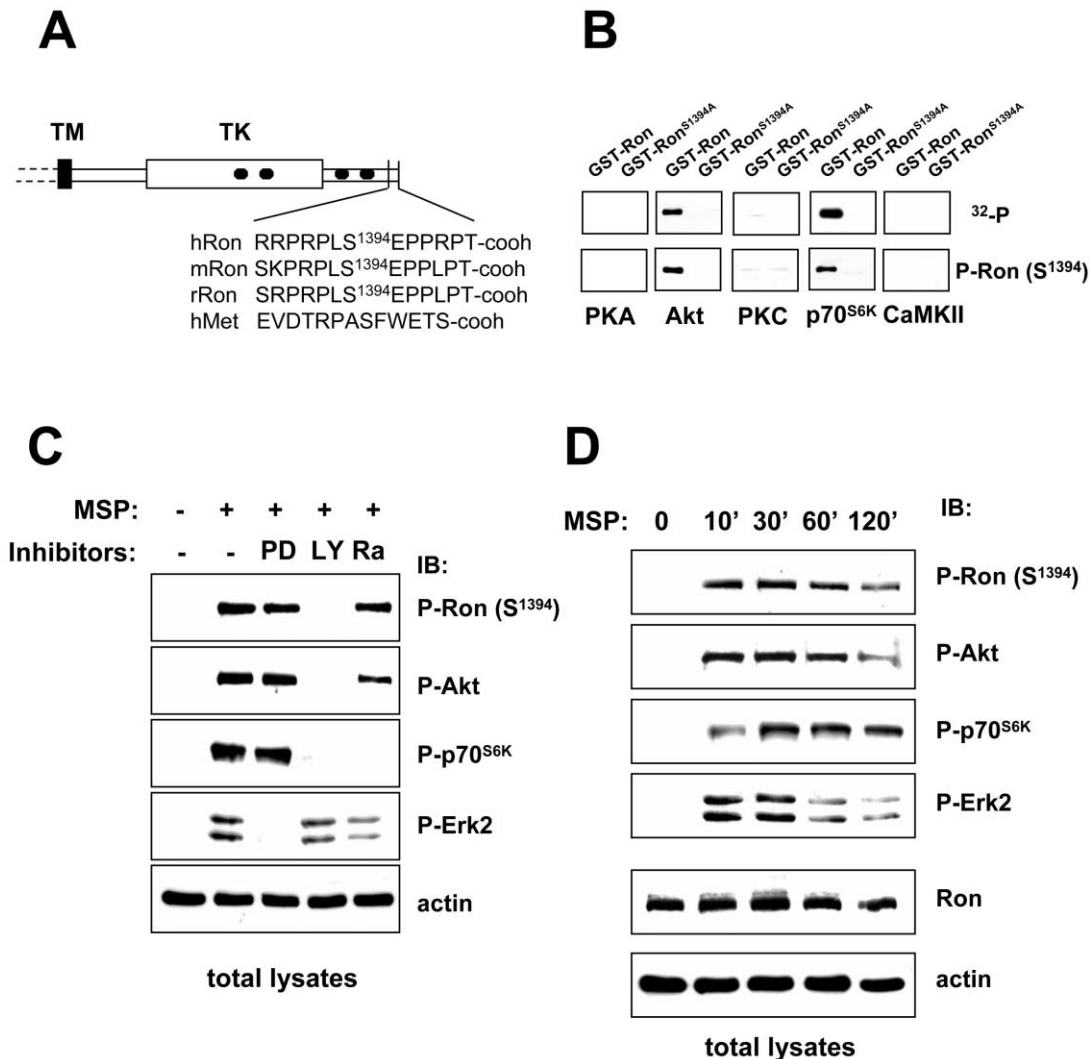 A
TM TK
hRon RRPRPLS¹³⁹⁴EPPRPT-cooh
mRon SKPRPLS¹³⁹⁴EPPLPT-cooh
rRon SRPRPLS¹³⁹⁴EPPLPT-cooh
hMet EVDTRPASFWETS-cooh
B
GST-Ron GST-Ronˢ¹³⁹⁴ᴬ GST-Ron GST-Ronˢ¹³⁹⁴ᴬ GST-Ron GST-Ronˢ¹³⁹⁴ᴬ GST-Ron GST-Ronˢ¹³⁹⁴ᴬ GST-Ron GST-Ronˢ¹³⁹⁴ᴬ
³²-P
P-Ron (S¹³⁹⁴)
PKA Akt PKC p70ˢ⁶ᴷ CaMKII
C
MSP: - + + + +
Inhibitors: - - PD LY Ra
IB:
P-Ron (S¹³⁹⁴)
P-Akt
P-p70ˢ⁶ᴷ
P-Erk2
actin
total lysates
D
MSP: 0 10’ 30’ 60’ 120’
IB:
P-Ron (S¹³⁹⁴)
P-Akt
P-p70ˢ⁶ᴷ
P-Erk2
Ron
actin
total lysates